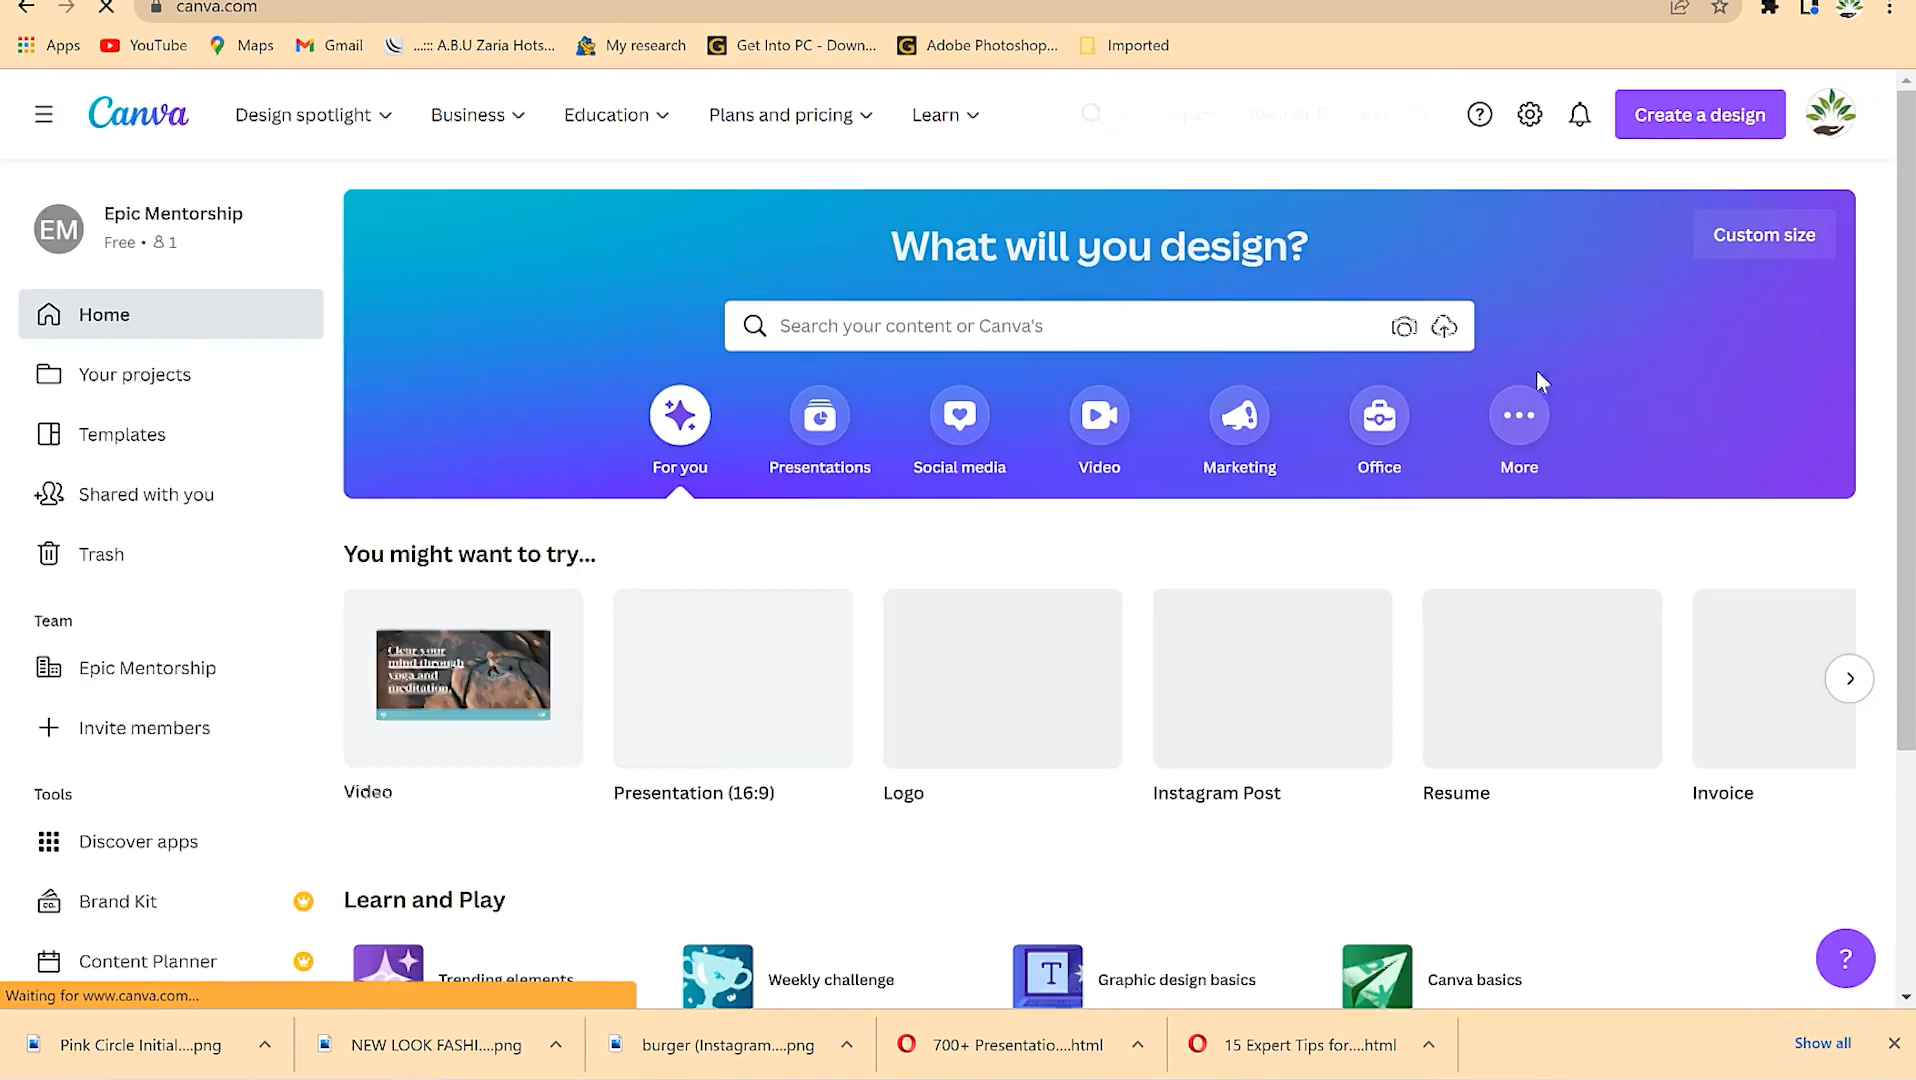 canva.com
Apps YouTube Maps Gmail ...::: A.B.U Zaria Hots... My research Get Into PC - Down... Adobe Photoshop... Imported
Canva Design spotlight Business Education Plans and pricing Learn Create a design
EM Epic Mentorship
Free • 1
What will you design?
Custom size
Search your content or Canva's
For you Presentations Social media Video Marketing Office More
Home
Your projects
Templates
Shared with you
Trash
Team
Epic Mentorship
Invite members
Tools
Discover apps
Brand Kit
CO.
Content Planner
You might want to try...
Clear your
mind through
yoga and
meditation.
Video Presentation (16:9) Logo Instagram Post Resume Invoice
Learn and Play
Trending elements Weekly challenge T Graphic design basics Canva basics
?
Waiting for www.canva.com...
Pink Circle Initial....png NEW LOOK FASHI....png burger (Instagram....png 700+ Presentatio....html 15 Expert Tips for....html Show all